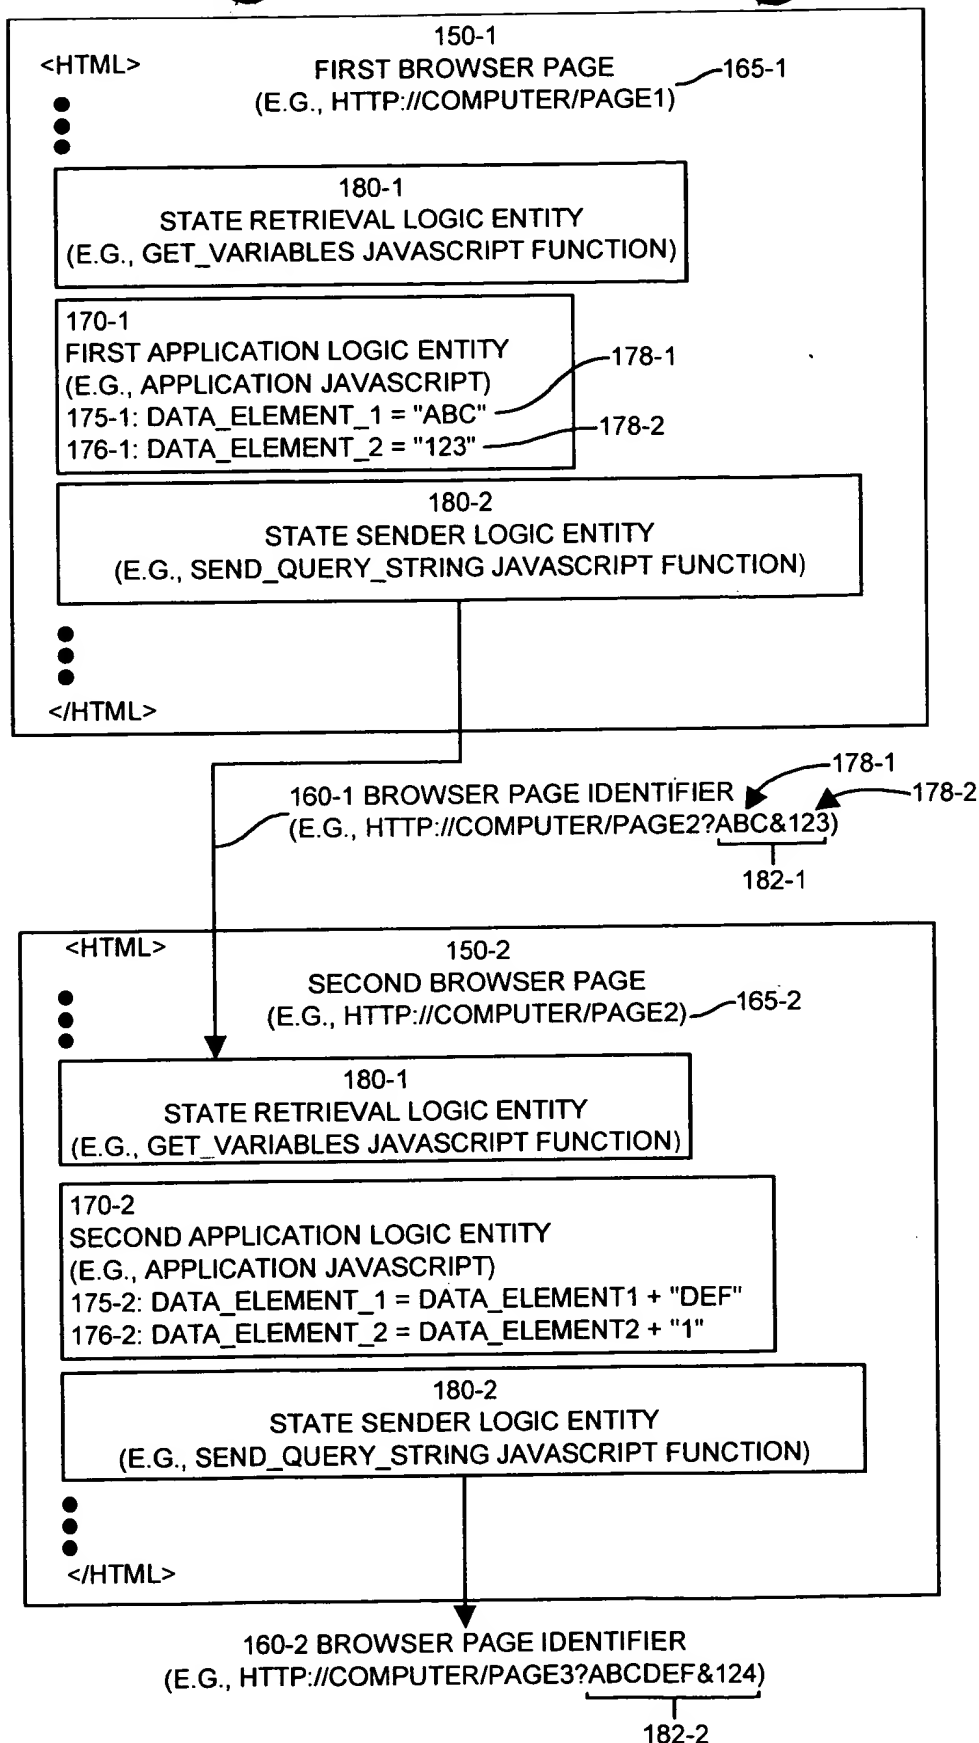 150-1
<HTML>
FIRST BROWSER PAGE
165-1
(E.G., HTTP://COMPUTER/PAGE1)
180-1
STATE RETRIEVAL LOGIC ENTITY
(E.G., GET_VARIABLES JAVASCRIPT FUNCTION)
170-1
FIRST APPLICATION LOGIC ENTITY
(E.G., APPLICATION JAVASCRIPT)
178-1
175-1: DATA_ELEMENT_1 = "ABC"
178-2
176-1: DATA_ELEMENT_2 = "123"
180-2
STATE SENDER LOGIC ENTITY
(E.G., SEND_QUERY_STRING JAVASCRIPT FUNCTION)
</HTML>
178-1
178-2
160-1 BROWSER PAGE IDENTIFIER
(E.G., HTTP://COMPUTER/PAGE2?ABC&123)
182-1
<HTML>
150-2
SECOND BROWSER PAGE
165-2
(E.G., HTTP://COMPUTER/PAGE2)
180-1
STATE RETRIEVAL LOGIC ENTITY
(E.G., GET_VARIABLES JAVASCRIPT FUNCTION)
170-2
SECOND APPLICATION LOGIC ENTITY
(E.G., APPLICATION JAVASCRIPT)
175-2: DATA_ELEMENT_1 = DATA_ELEMENT1 + "DEF"
176-2: DATA_ELEMENT_2 = DATA_ELEMENT2 + "1"
180-2
STATE SENDER LOGIC ENTITY
(E.G., SEND_QUERY_STRING JAVASCRIPT FUNCTION)
</HTML>
160-2 BROWSER PAGE IDENTIFIER
(E.G., HTTP://COMPUTER/PAGE3?ABCDEF&124)
182-2